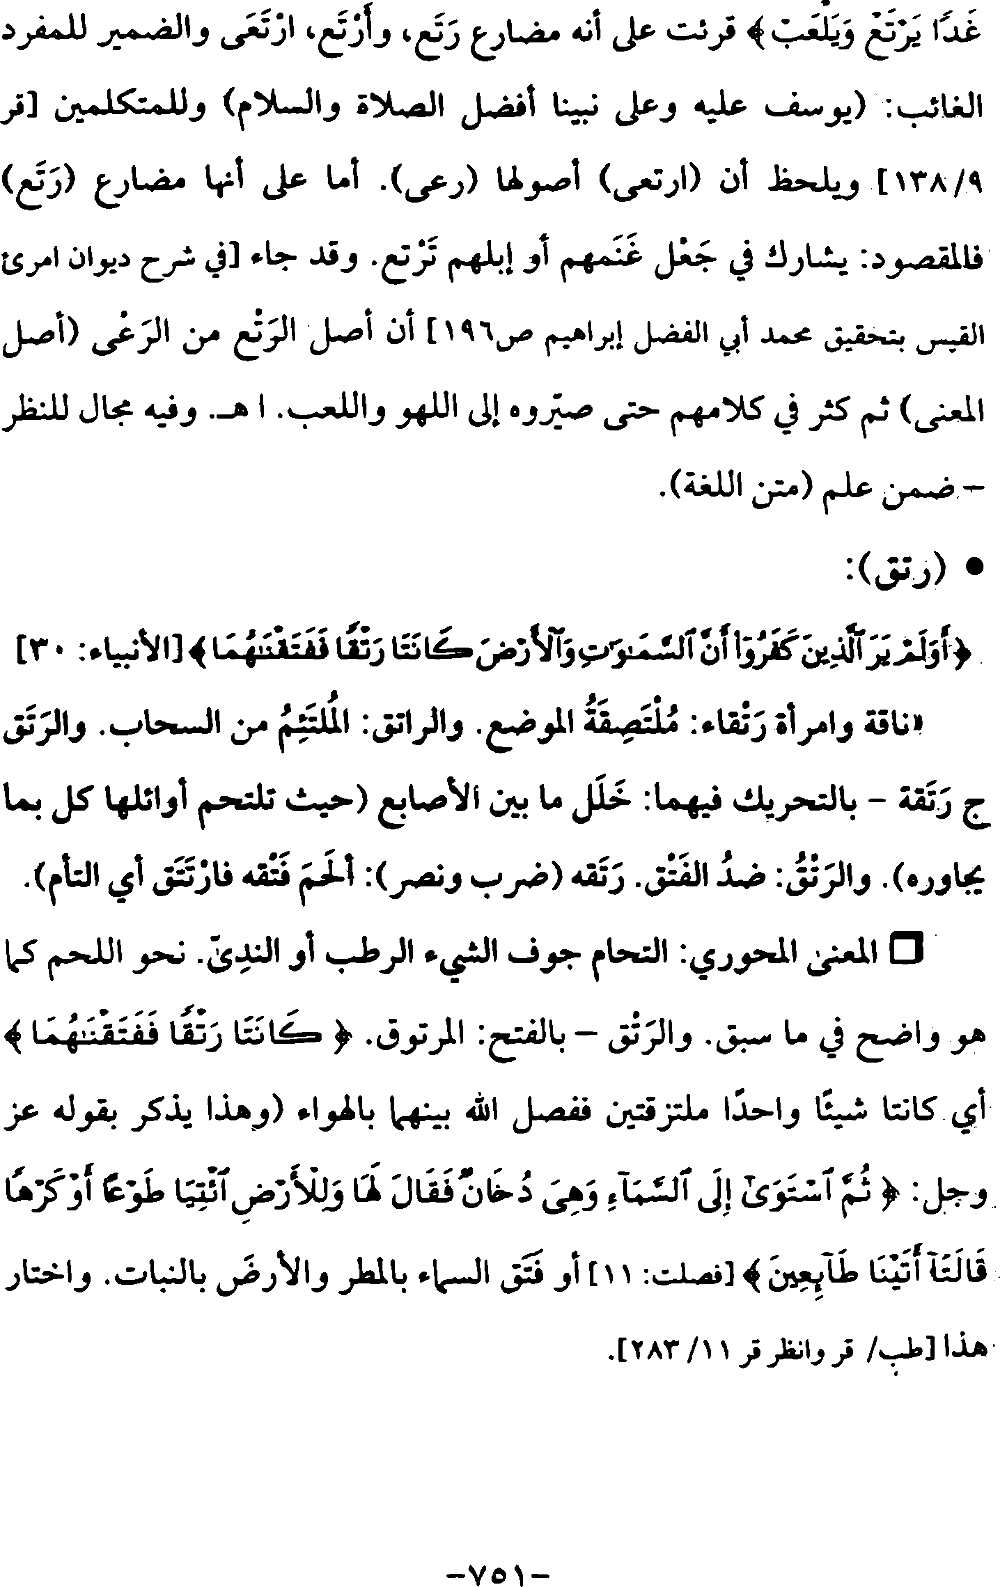 غَدًا يَرْتَعْ وَيَلْعَبْ﴾ قرئت على أنه مضارع رَتَع، وأَرْتَع، ارْتَعَى والضمير للمفرد
الغائب: (يوسف عليه وعلى نبينا أفضل الصلاة والسلام) وللمتكلمين [قر
٩/ ١٣٨] ويلحظ أن (ارتعى) أصولها (رعى). أما على أنها مضارع (رَتَع)
فالمقصود: يشارك في جَعْل غَنَمهم أو إبلهم تَرْتع. وقد جاء [في شرح ديوان امرئ
القيس بتحقيق محمد أبي الفضل إبراهيم ص١٩٦] أن أصل الرَتْع من الرَعْى (أصل
المعنى) ثم كثر في كلامهم حتى صيّروه إلى اللهو واللعب. ا هـ. وفيه مجال للنظر
– ضمن علم (متن اللغة).
• (رتق):
﴿أَوَلَمْ يَرَ ٱلَّذِينَ كَفَرُوٓا۟ أَنَّ ٱلسَّمَـٰوَٰتِ وَٱلْأَرْضَ كَانَتَا رَتْقًا فَفَتَقْنَـٰهُمَا﴾ [الأنبياء: ٣٠]
«ناقة وامرأة رَتْقاء: مُلْتَصِقَةُ الموضع. والراتق: المُلتَئِمُ من السحاب. والرَتَق
ج رَتَقة – بالتحريك فيهما: خَلَل ما بين الأصابع (حيث تلتحم أوائلها كل بما
يجاوره). والرَتْقُ: ضدُ الفَتْق. رَتَقه (ضرب ونصر): ألحَمَ فَتْقه فارْتَتَق أي التأم).
❏ المعنى المحوري: التحام جوف الشيء الرطب أو الندِىّ. نحو اللحم كما
هو واضح في ما سبق. والرَتْق – بالفتح: المرتوق. ﴿كَانَتَا رَتْقًا فَفَتَقْنَـٰهُمَا﴾
أي كانتا شيئًا واحدًا ملتزقتين ففصل الله بينهما بالهواء (وهذا يذكر بقوله عز
وجل: ﴿ثُمَّ ٱسْتَوَىٰٓ إِلَى ٱلسَّمَآءِ وَهِىَ دُخَانٌ فَقَالَ لَهَا وَلِلْأَرْضِ ٱئْتِيَا طَوْعًا أَوْ كَرْهًا
قَالَتَآ أَتَيْنَا طَآئِعِينَ﴾ [فصلت: ١١] أو فَتَق السماء بالمطر والأرضَ بالنبات. واختار
هذا [طب/ قر وانظر قر ١١/ ٢٨٣].
-٧٥١-